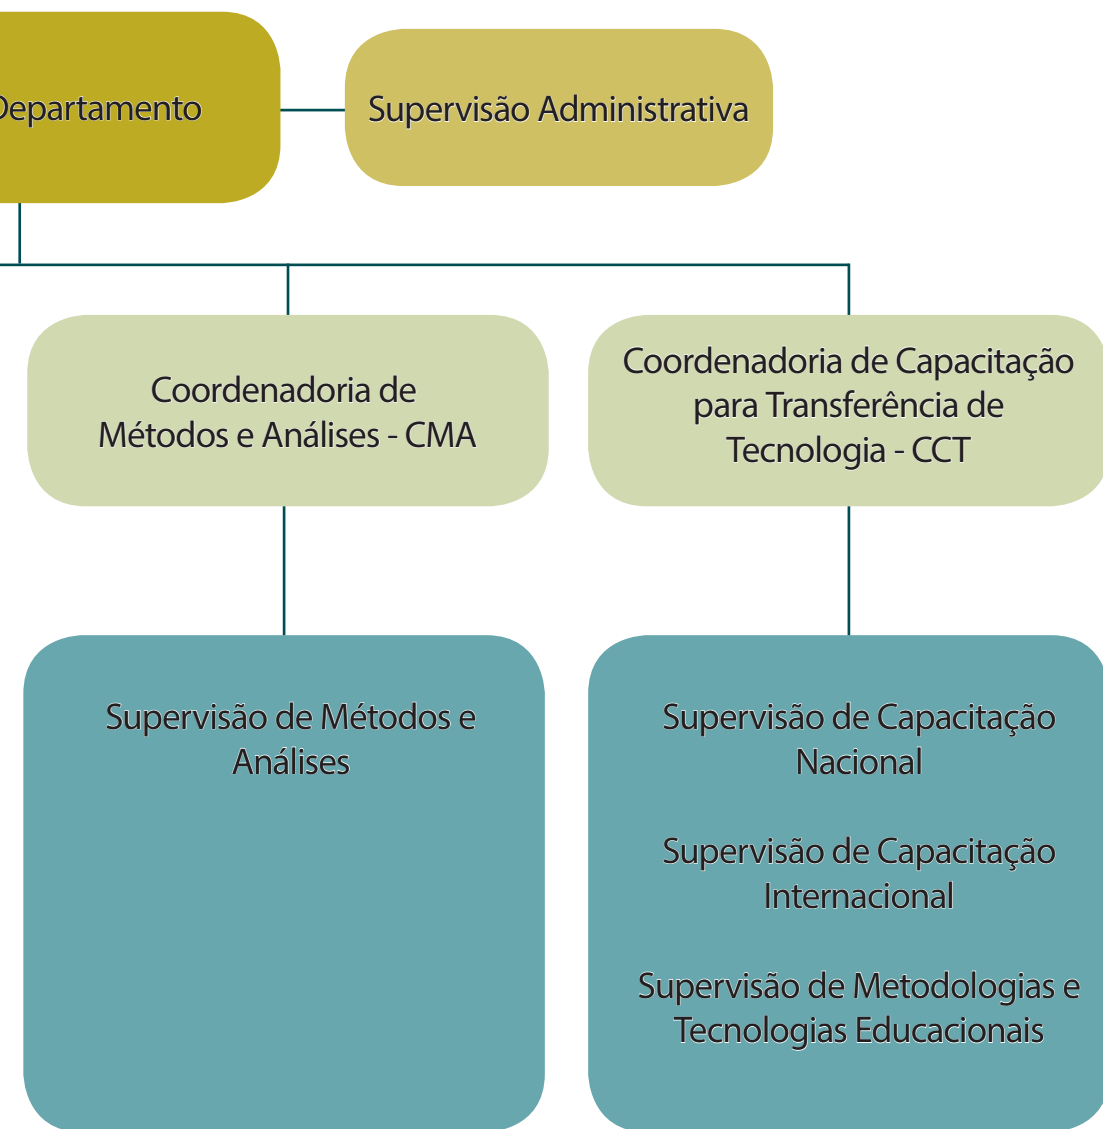 Departamento
Supervisão Administrativa
Coordenadoria de
Métodos e Análises - CMA
Coordenadoria de Capacitação
para Transferência de
Tecnologia - CCT
Supervisão de Métodos e
Análises
Supervisão de Capacitação
Nacional
Supervisão de Capacitação
Internacional
Supervisão de Metodologias e
Tecnologias Educacionais